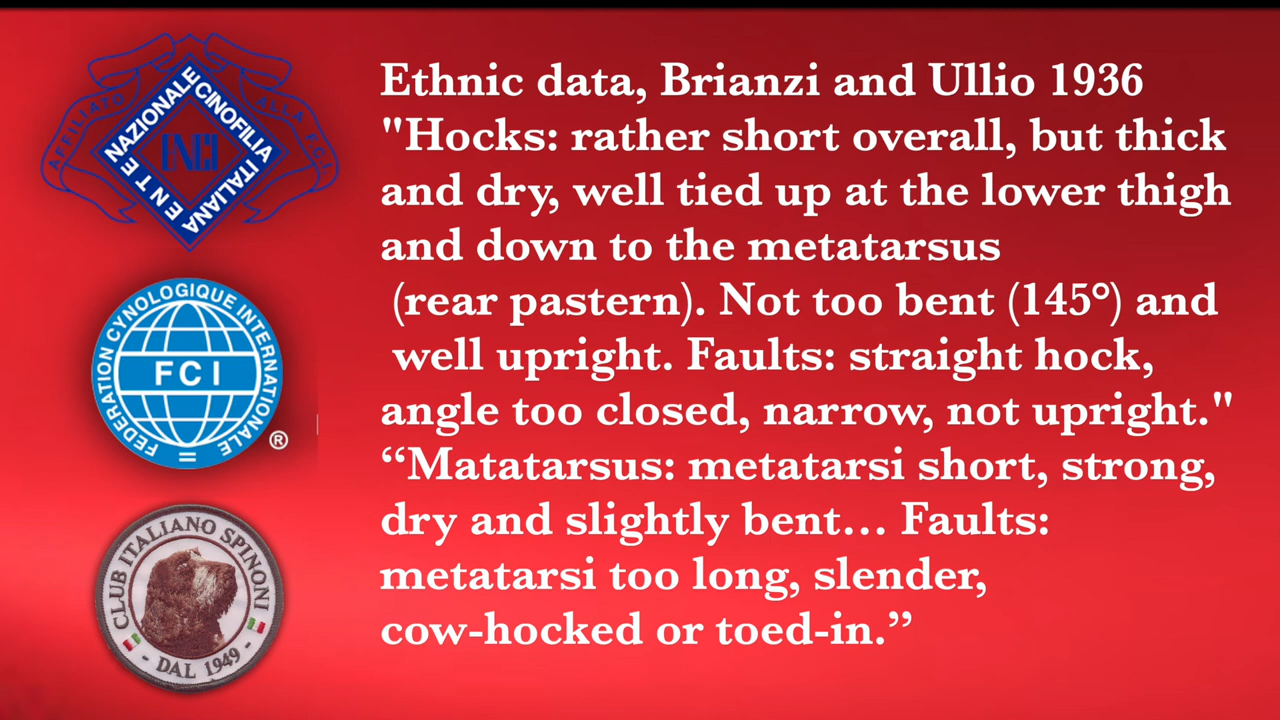 AFFILIATO ALLA F.C.I.
ENTE NAZIONALE CINOFILIA ITALIANA
ENCI
FEDERATION CYNOLOGIQUE INTERNATIONALE
FCI
®
CLUB ITALIANO SPINONI
- DAL 1949 -
Ethnic data, Brianzi and Ullio 1936
"Hocks: rather short overall, but thick
and dry, well tied up at the lower thigh
and down to the metatarsus
(rear pastern). Not too bent (145°) and
well upright. Faults: straight hock,
angle too closed, narrow, not upright."
“Matatarsus: metatarsi short, strong,
dry and slightly bent... Faults:
metatarsi too long, slender,
cow-hocked or toed-in.”